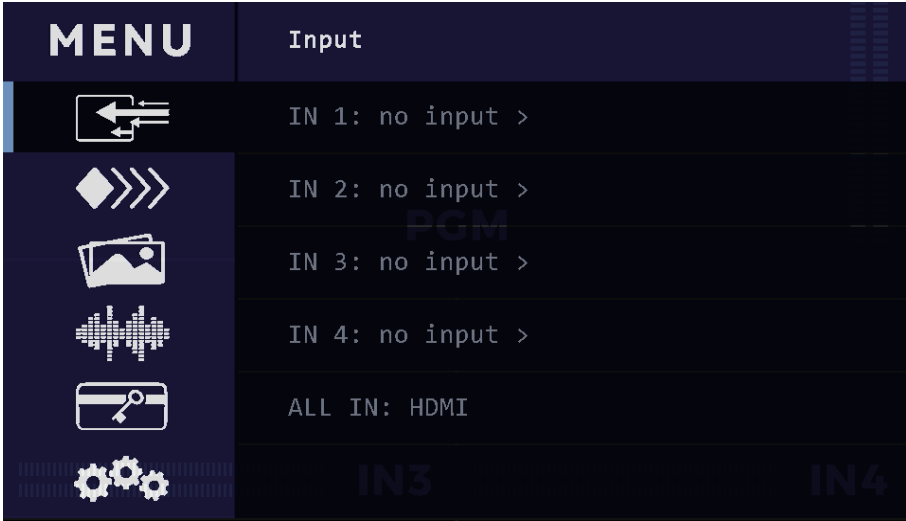 MENU
Input
IN 1: no input >
IN 2: no input >
PGM
IN 3: no input >
IN 4: no input >
ALL IN: HDMI
IN3
IN4